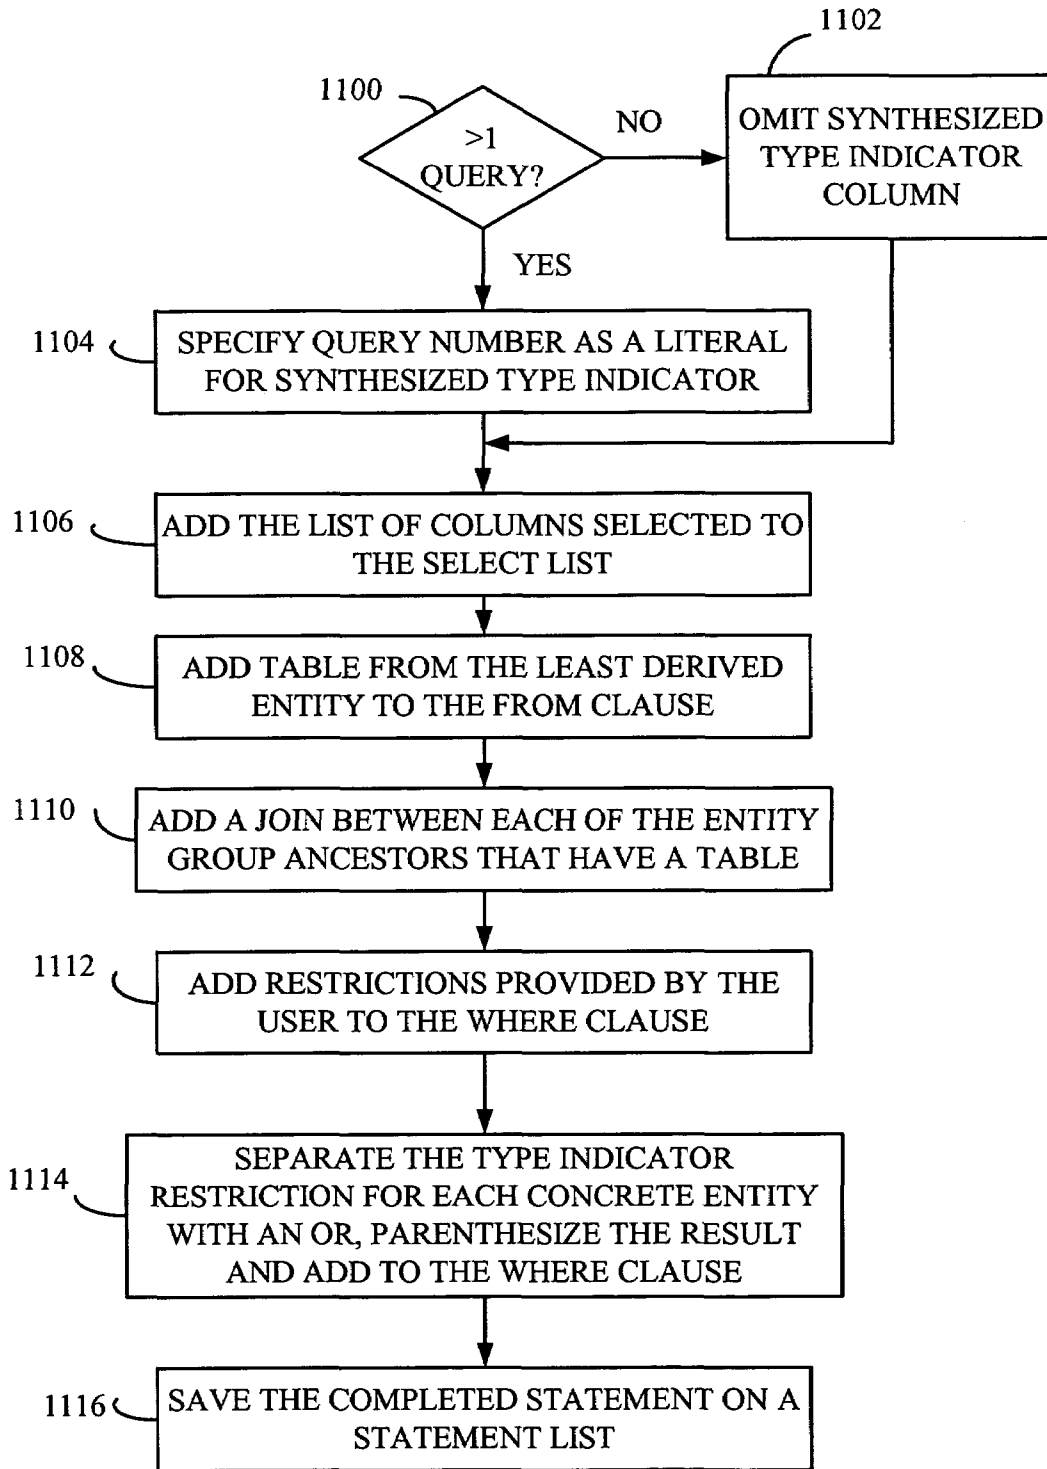 1102
1100
>1
QUERY?
NO
OMIT SYNTHESIZED
TYPE INDICATOR
COLUMN
YES
1104
SPECIFY QUERY NUMBER AS A LITERAL
FOR SYNTHESIZED TYPE INDICATOR
1106
ADD THE LIST OF COLUMNS SELECTED TO
THE SELECT LIST
1108
ADD TABLE FROM THE LEAST DERIVED
ENTITY TO THE FROM CLAUSE
1110
ADD A JOIN BETWEEN EACH OF THE ENTITY
GROUP ANCESTORS THAT HAVE A TABLE
1112
ADD RESTRICTIONS PROVIDED BY THE
USER TO THE WHERE CLAUSE
1114
SEPARATE THE TYPE INDICATOR
RESTRICTION FOR EACH CONCRETE ENTITY
WITH AN OR, PARENTHESIZE THE RESULT
AND ADD TO THE WHERE CLAUSE
1116
SAVE THE COMPLETED STATEMENT ON A
STATEMENT LIST